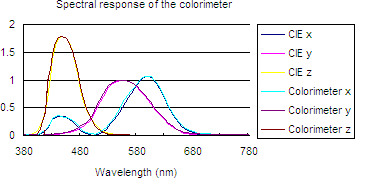 Spectral response of the colorimeter
2
1.5
1
0.5
0
380
480
580
680
780
Wavelength (nm)
CIE x
CIE y
CIE z
Colorimeter x
Colorimeter y
Colorimeter z